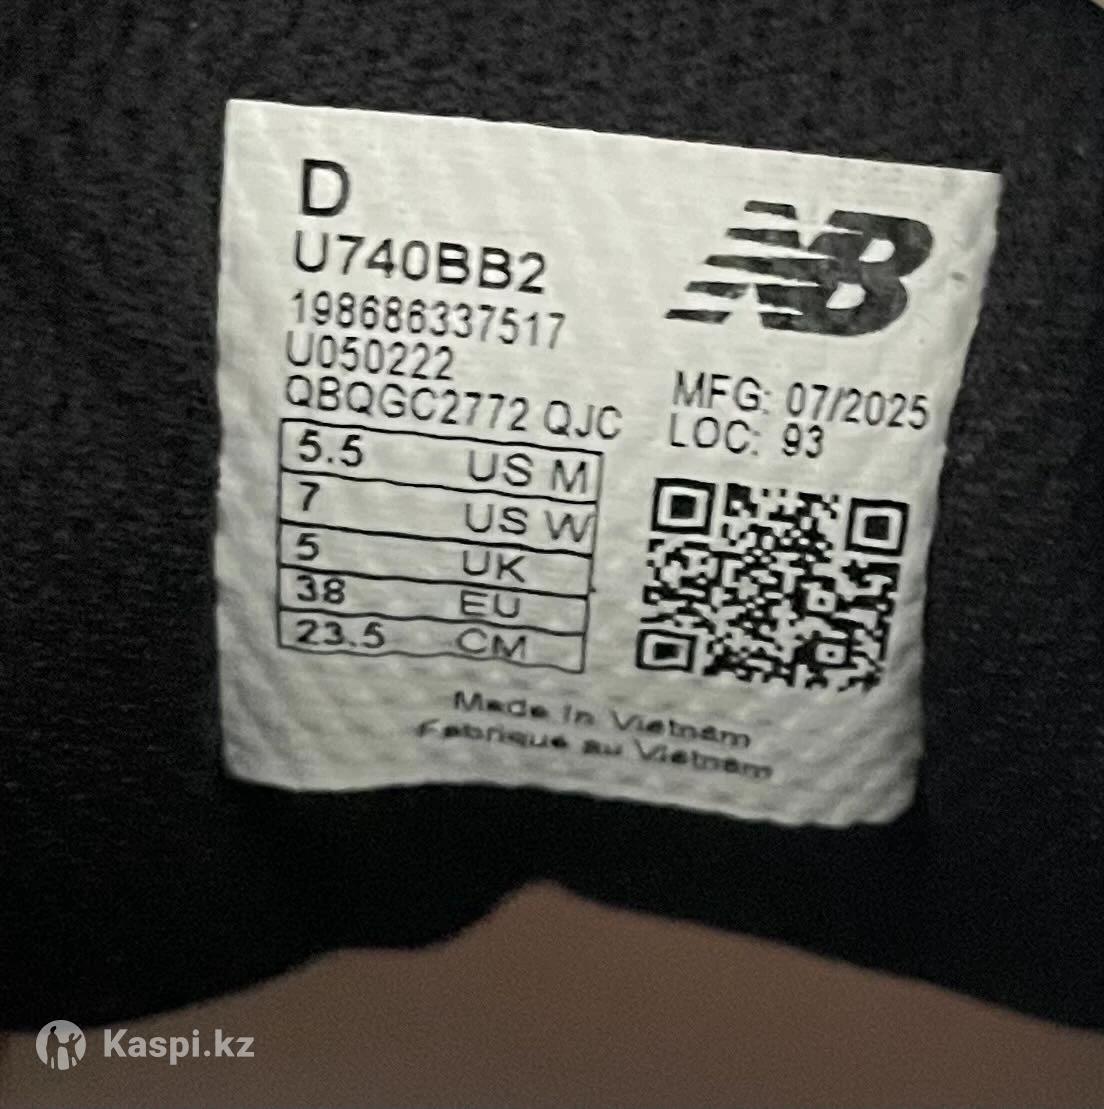 D
U740BB2
198686337517
U050222
QBQGC2772 QJC
NB
MFG: 07/2025
LOC: 93
5.5 US M
7 US W
5 UK
38 EU
23.5 CM
Made in Vietnam
Fabriqué au Vietnam
Kaspi.kz